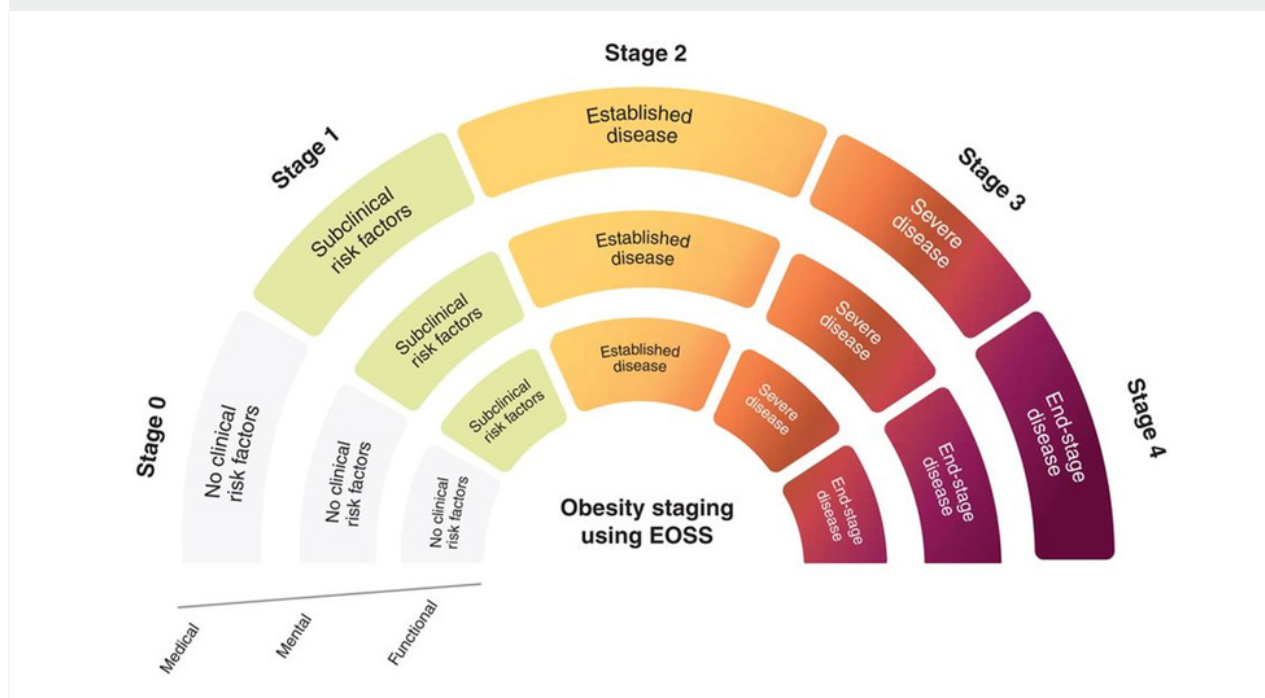 Stage 2
Stage 1
Stage 3
Stage 0
Stage 4
Established
disease
Subclinical
risk factors
Severe
disease
No clinical
risk factors
End-stage
disease
Established
disease
Subclinical
risk factors
Severe
disease
No clinical
risk factors
End-stage
disease
Established
disease
Subclinical
risk factors
Severe
disease
No clinical
risk factors
End-stage
disease
Obesity staging
using EOSS
Medical
Mental
Functional